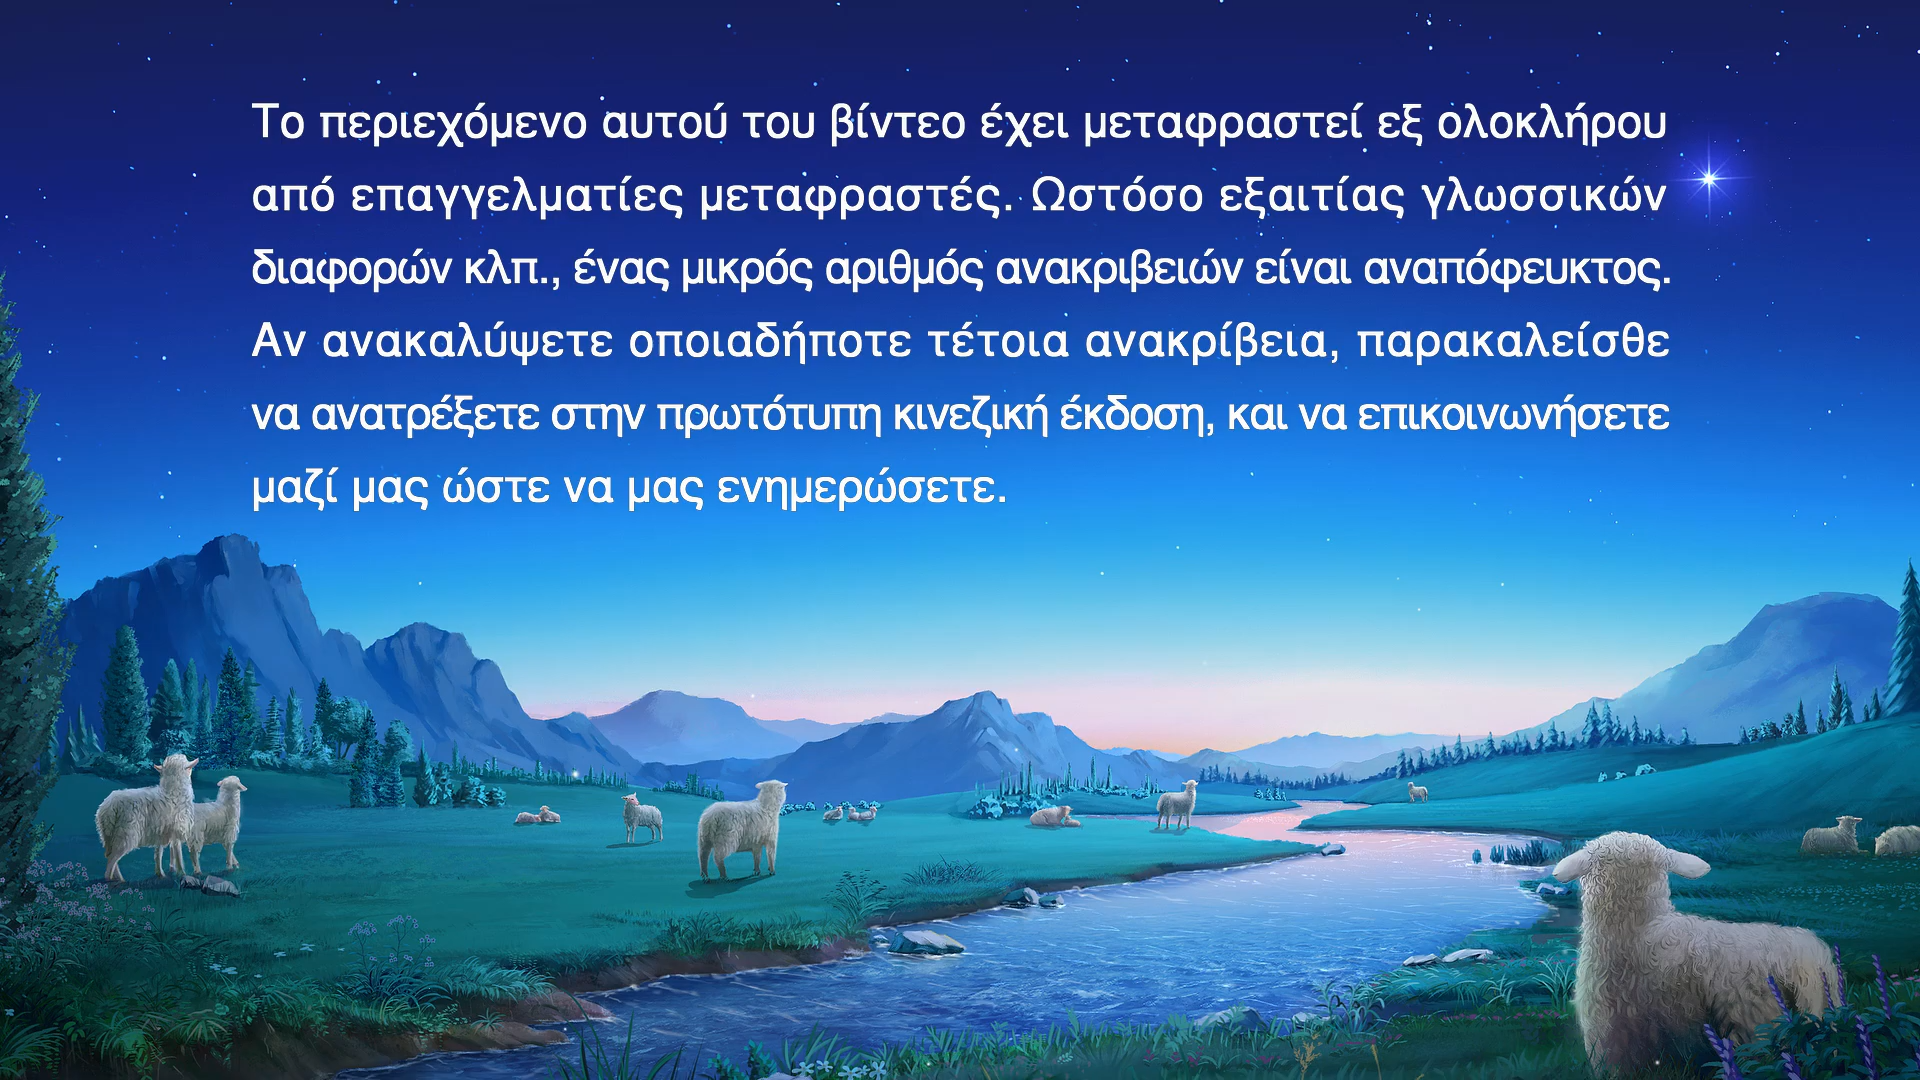 Το περιεχόμενο αυτού του βίντεο έχει μεταφραστεί εξ ολοκλήρου
από επαγγελματίες μεταφραστές. Ωστόσο εξαιτίας γλωσσικών
διαφορών κλπ., ένας μικρός αριθμός ανακριβειών είναι αναπόφευκτος.
Αν ανακαλύψετε οποιαδήποτε τέτοια ανακρίβεια, παρακαλείσθε
να ανατρέξετε στην πρωτότυπη κινεζική έκδοση, και να επικοινωνήσετε
μαζί μας ώστε να μας ενημερώσετε.